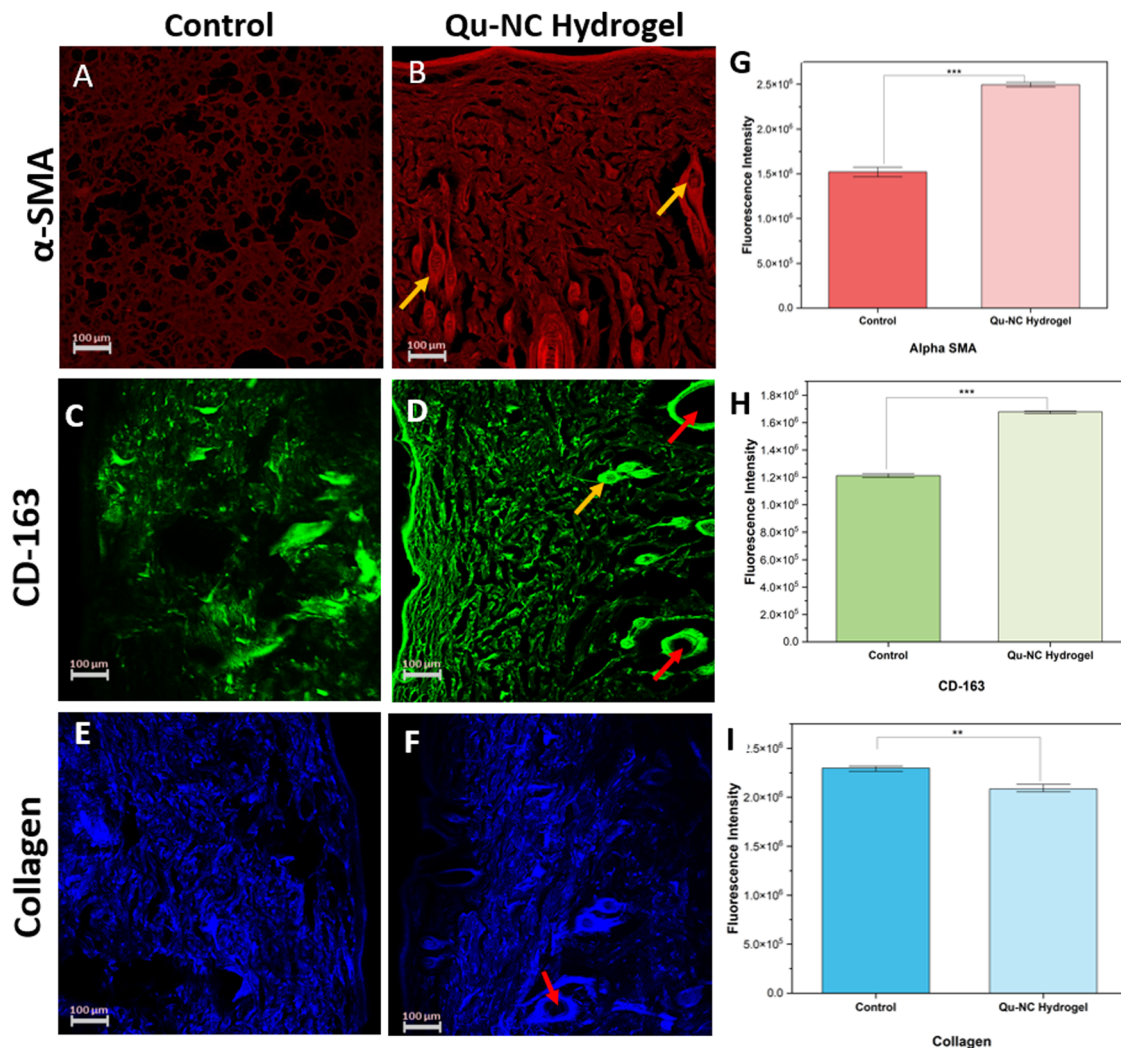 Control
Qu-NC Hydrogel
α-SMA
A
100 µm
B
100 µm
G
***
2.5×10⁶
2.5×10⁶
1.5×10⁶
1.0×10⁶
5.0×10⁵
0.0
Fluorescence Intensity
Control
Qu-NC Hydrogel
Alpha SMA
CD-163
C
100 µm
D
100 µm
H
***
1.8×10⁶
1.6×10⁶
1.4×10⁶
1.2×10⁶
1.0×10⁶
8.0×10⁵
6.0×10⁵
4.0×10⁵
2.0×10⁵
0.0
Fluorescence Intensity
Control
Qu-NC Hydrogel
CD-163
Collagen
E
100 µm
F
100 µm
I
**
.5×10⁶
2.0×10⁶
1.5×10⁶
1.0×10⁶
5.0×10⁵
0.0
Fluorescence Intensity
Control
Qu-NC Hydrogel
Collagen